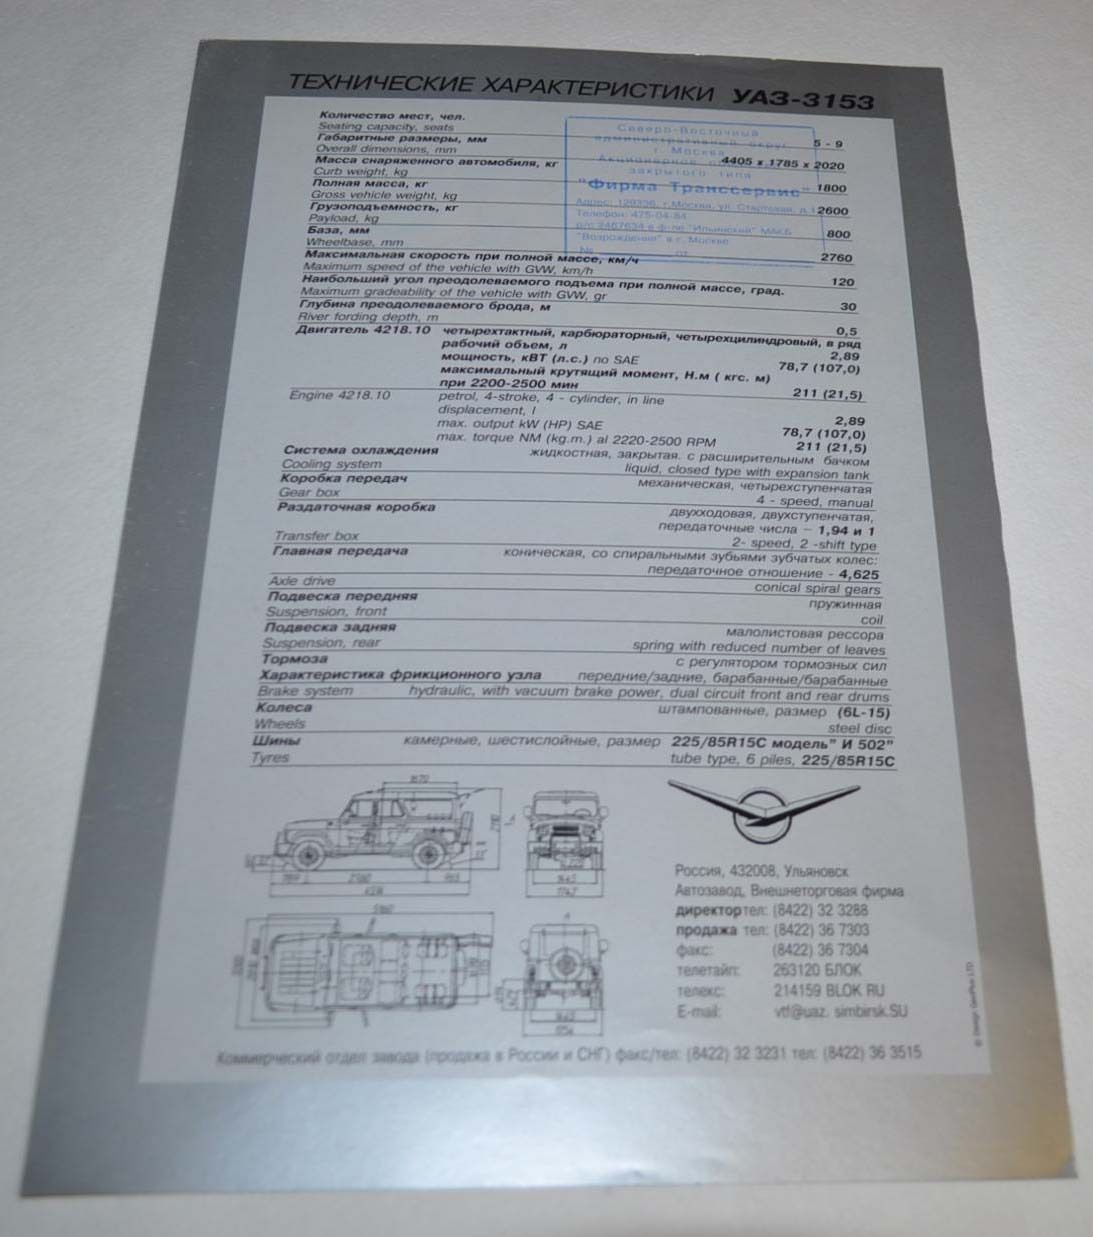 ТЕХНИЧЕСКИЕ ХАРАКТЕРИСТИКИ УАЗ-3153
Количество мест, чел.
Seating capacity, seats 5 - 9
Габаритные размеры, мм
Overall dimensions, mm 4405 x 1785 x 2020
Масса снаряженного автомобиля, кг
Curb weight, kg 1800
Полная масса, кг
Gross vehicle weight, kg 2600
Грузоподъемность, кг
Payload, kg 800
База, мм
Wheelbase, mm 2760
Северо-Восточный
административный округ
г. Москва
Акционерное
закрытого типа
"Фирма Транссервис"
Телефон: 475-04-84
"Возрождение" в г. Москве
№ от
Максимальная скорость при полной массе, км/ч
Maximum speed of the vehicle with GVW, km/h 120
Наибольший угол преодолеваемого подъема при полной массе, град.
Maximum gradeability of the vehicle with GVW, gr 30
Глубина преодолеваемого брода, м
River fording depth, m 0,5
Двигатель 4218.10 четырехтактный, карбюраторный, четырехцилиндровый, в ряд
рабочий объем, л 2,89
мощность, кВТ (л.с.) по SAE 78,7 (107,0)
максимальный крутящий момент, Н.м ( кгс. м)
при 2200-2500 мин 211 (21,5)
Engine 4218.10 petrol, 4-stroke, 4 - cylinder, in line
displacement, l 2,89
max. output kW (HP) SAE 78,7 (107,0)
max. torque NM (kg.m.) al 2220-2500 RPM 211 (21,5)
Система охлаждения жидкостная, закрытая. с расширительным бачком
Cooling system liquid, closed type with expansion tank
Коробка передач механическая, четырехступенчатая
Gear box 4 - speed, manual
Раздаточная коробка двухходовая, двухступенчатая,
передаточные числа – 1,94 и 1
Transfer box 2- speed, 2 -shift type
Главная передача коническая, со спиральными зубьями зубчатых колес:
передаточное отношение - 4,625
Axle drive conical spiral gears
Подвеска передняя пружинная
Suspension, front coil
Подвеска задняя малолистовая рессора
Suspension, rear spring with reduced number of leaves
Тормоза с регулятором тормозных сил
Характеристика фрикционного узла передние/задние, барабанные/барабанные
Brake system hydraulic, with vacuum brake power, dual circuit front and rear drums
Колеса штампованные, размер (6L-15)
Wheels steel disc
Шины камерные, шестислойные, размер 225/85R15C модель" И 502"
Tyres tube type, 6 piles, 225/85R15C
Россия, 432008, Ульяновск
Автозавод, Внешнеторговая фирма
директор тел: (8422) 32 3288
продажа тел: (8422) 36 7303
факс: (8422) 36 7304
телетайп: 263120 БЛОК
телекс: 214159 BLOK RU
E-mail: vtf@uaz. simbirsk.SU
Коммерческий отдел завода (продажа в России и СНГ) факс/тел: (8422) 32 3231 тел: (8422) 36 3515